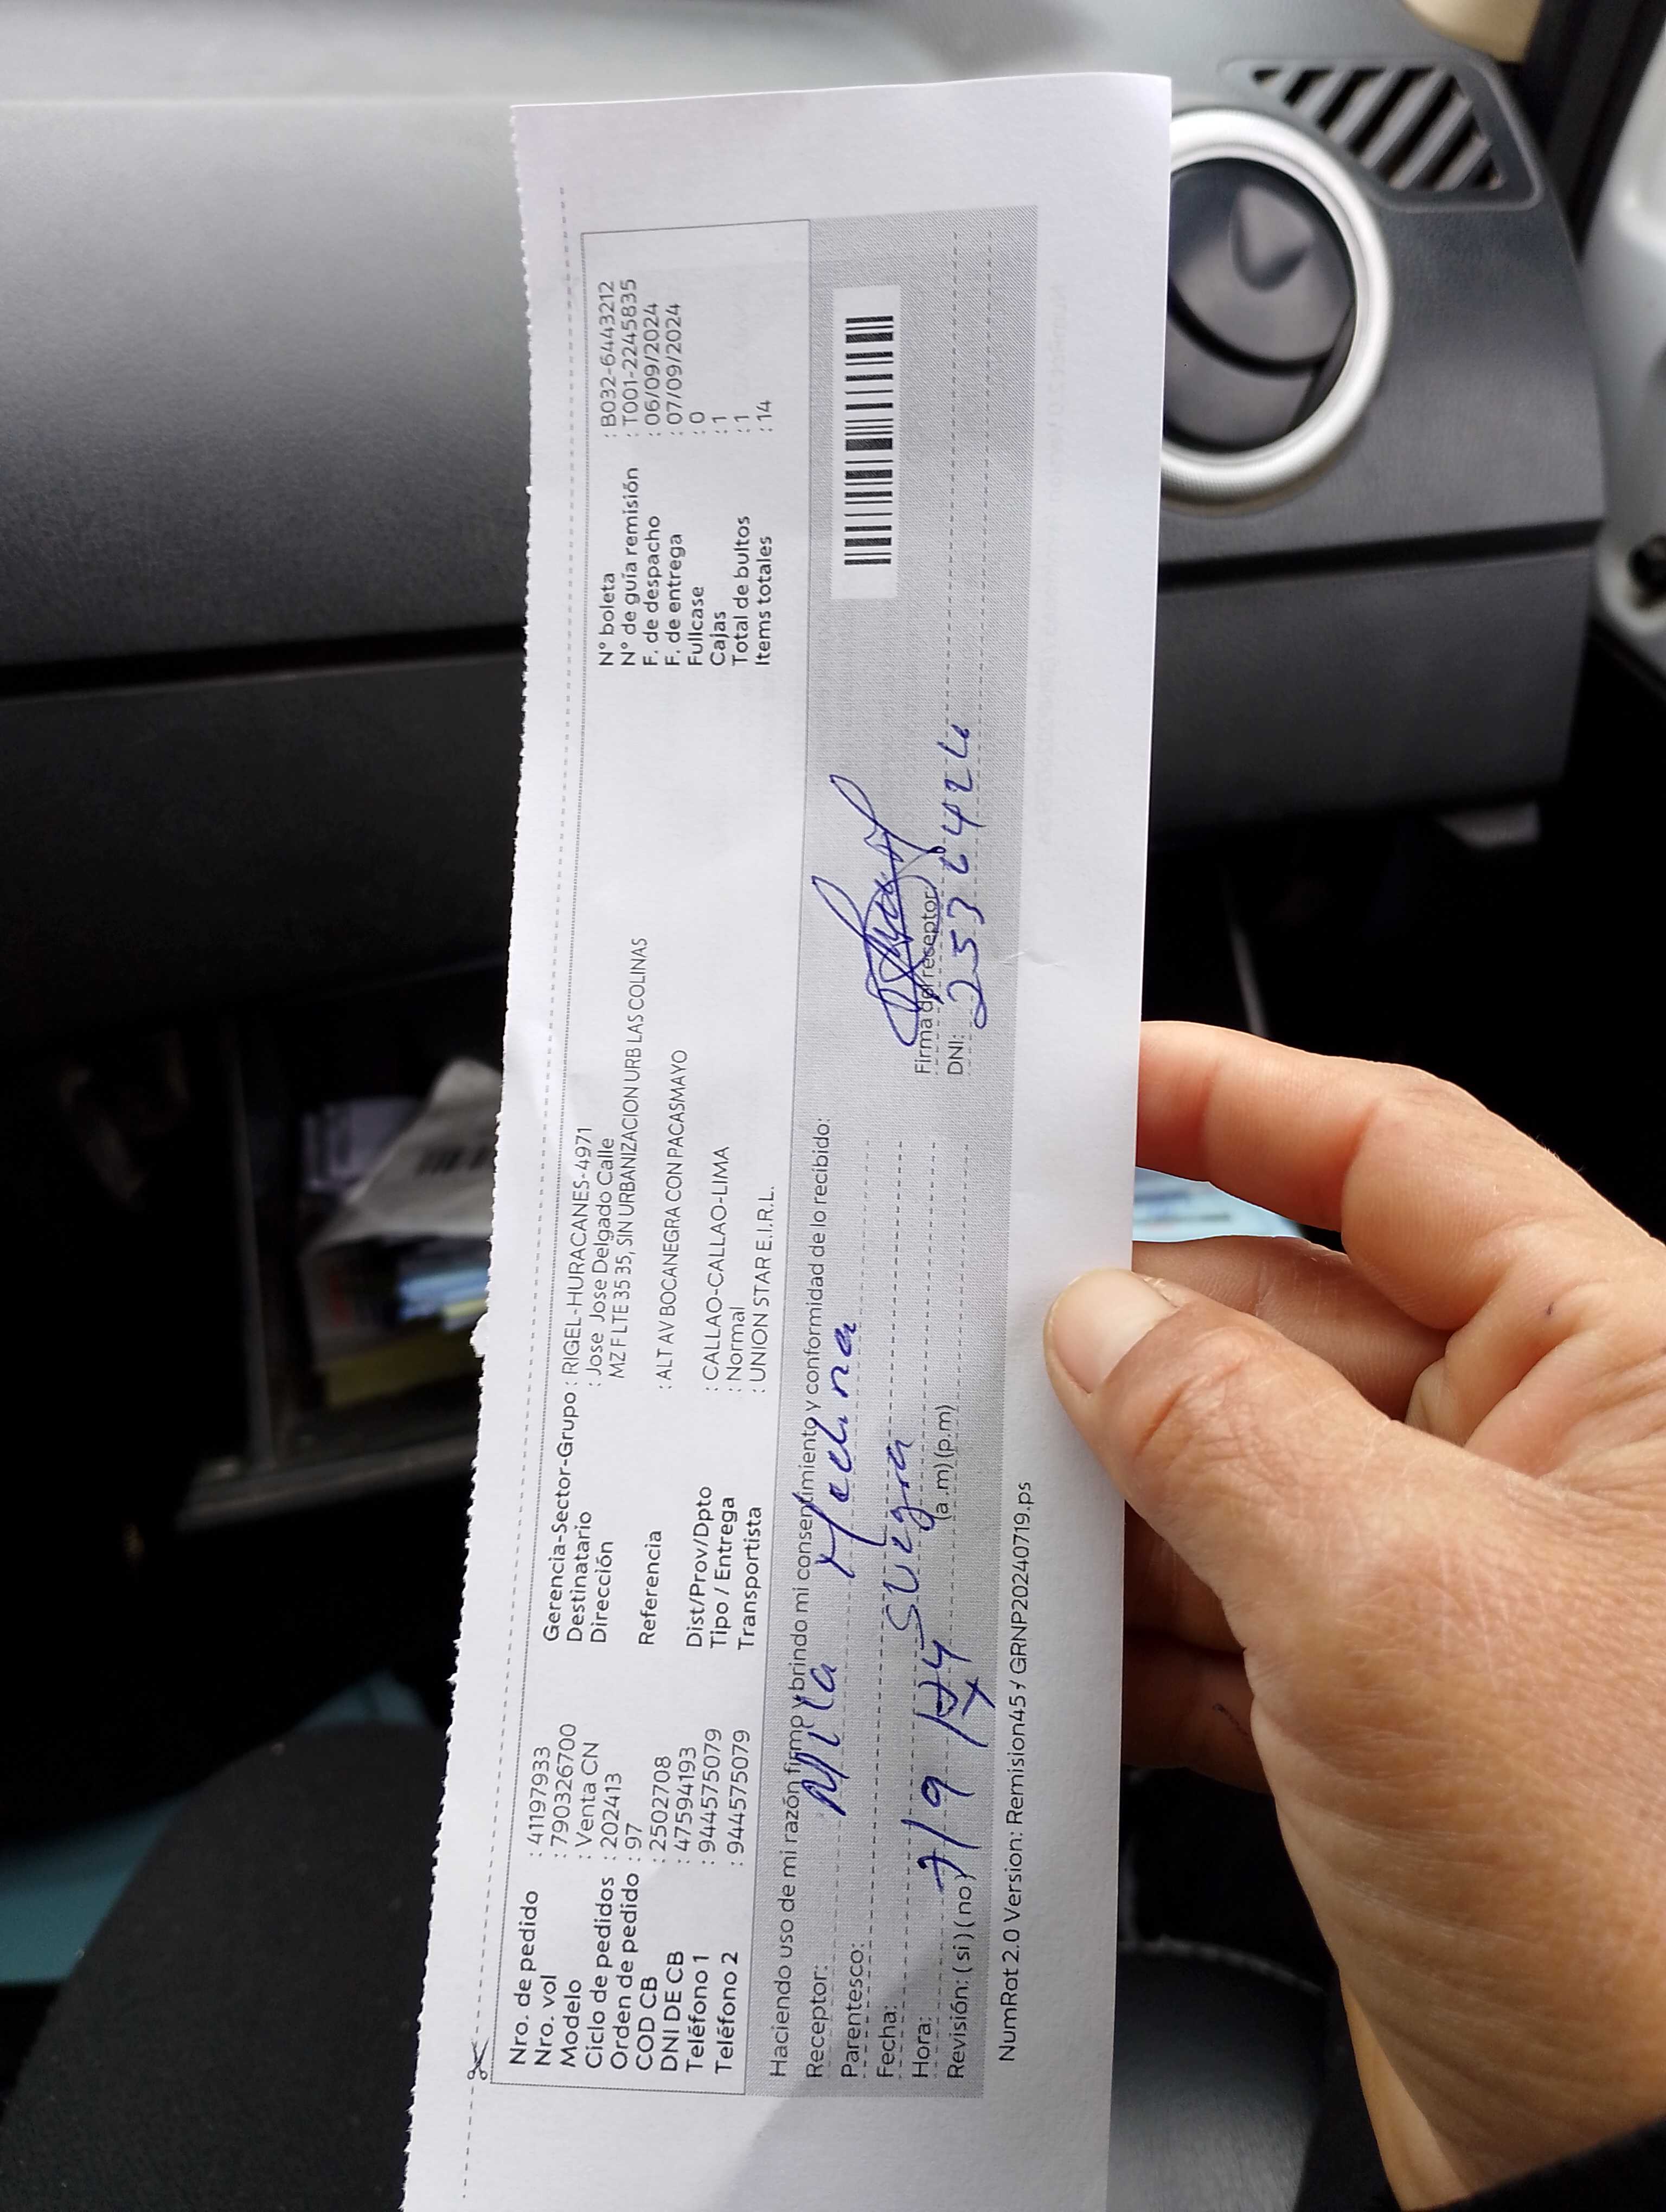 Nro. de pedido : 41197933
Nro. vol : 790326700
Modelo : Venta CN
Ciclo de pedidos : 202413
Orden de pedido : 97
COD CB : 2502708
DNI DE CB : 47594193
Teléfono 1 : 944575079
Teléfono 2 : 944575079
Gerencia-Sector-Grupo : RIGEL-HURACANES-4971
Destinatario : Jose Jose Delgado Calle
Dirección MZ F LTE 35 35, SIN URBANIZACION URB LAS COLINAS
Referencia : ALT AV BOCANEGRA CON PACASMAYO
Dist/Prov/Dpto : CALLAO-CALLAO-LIMA
Tipo / Entrega : Normal
Transportista : UNION STAR E.I.R.L.
N° boleta : B032-6443212
N° de guía remisión : T001-2245835
F. de despacho : 06/09/2024
F. de entrega : 07/09/2024
Fullcase : 0
Cajas : 1
Total de bultos : 1
Items totales : 14
Haciendo uso de mi razón firmo y brindo mi consentimiento y conformidad de lo recibido:
Receptor: Mila
Parentesco: Suegra
Fecha: 7/9
Hora: (a .m) (p.m)
Revisión: ( si ) ( no )
Firma del receptor
DNI:
NumRot 2.0 Version: Remision45 / GRNP20240719.ps